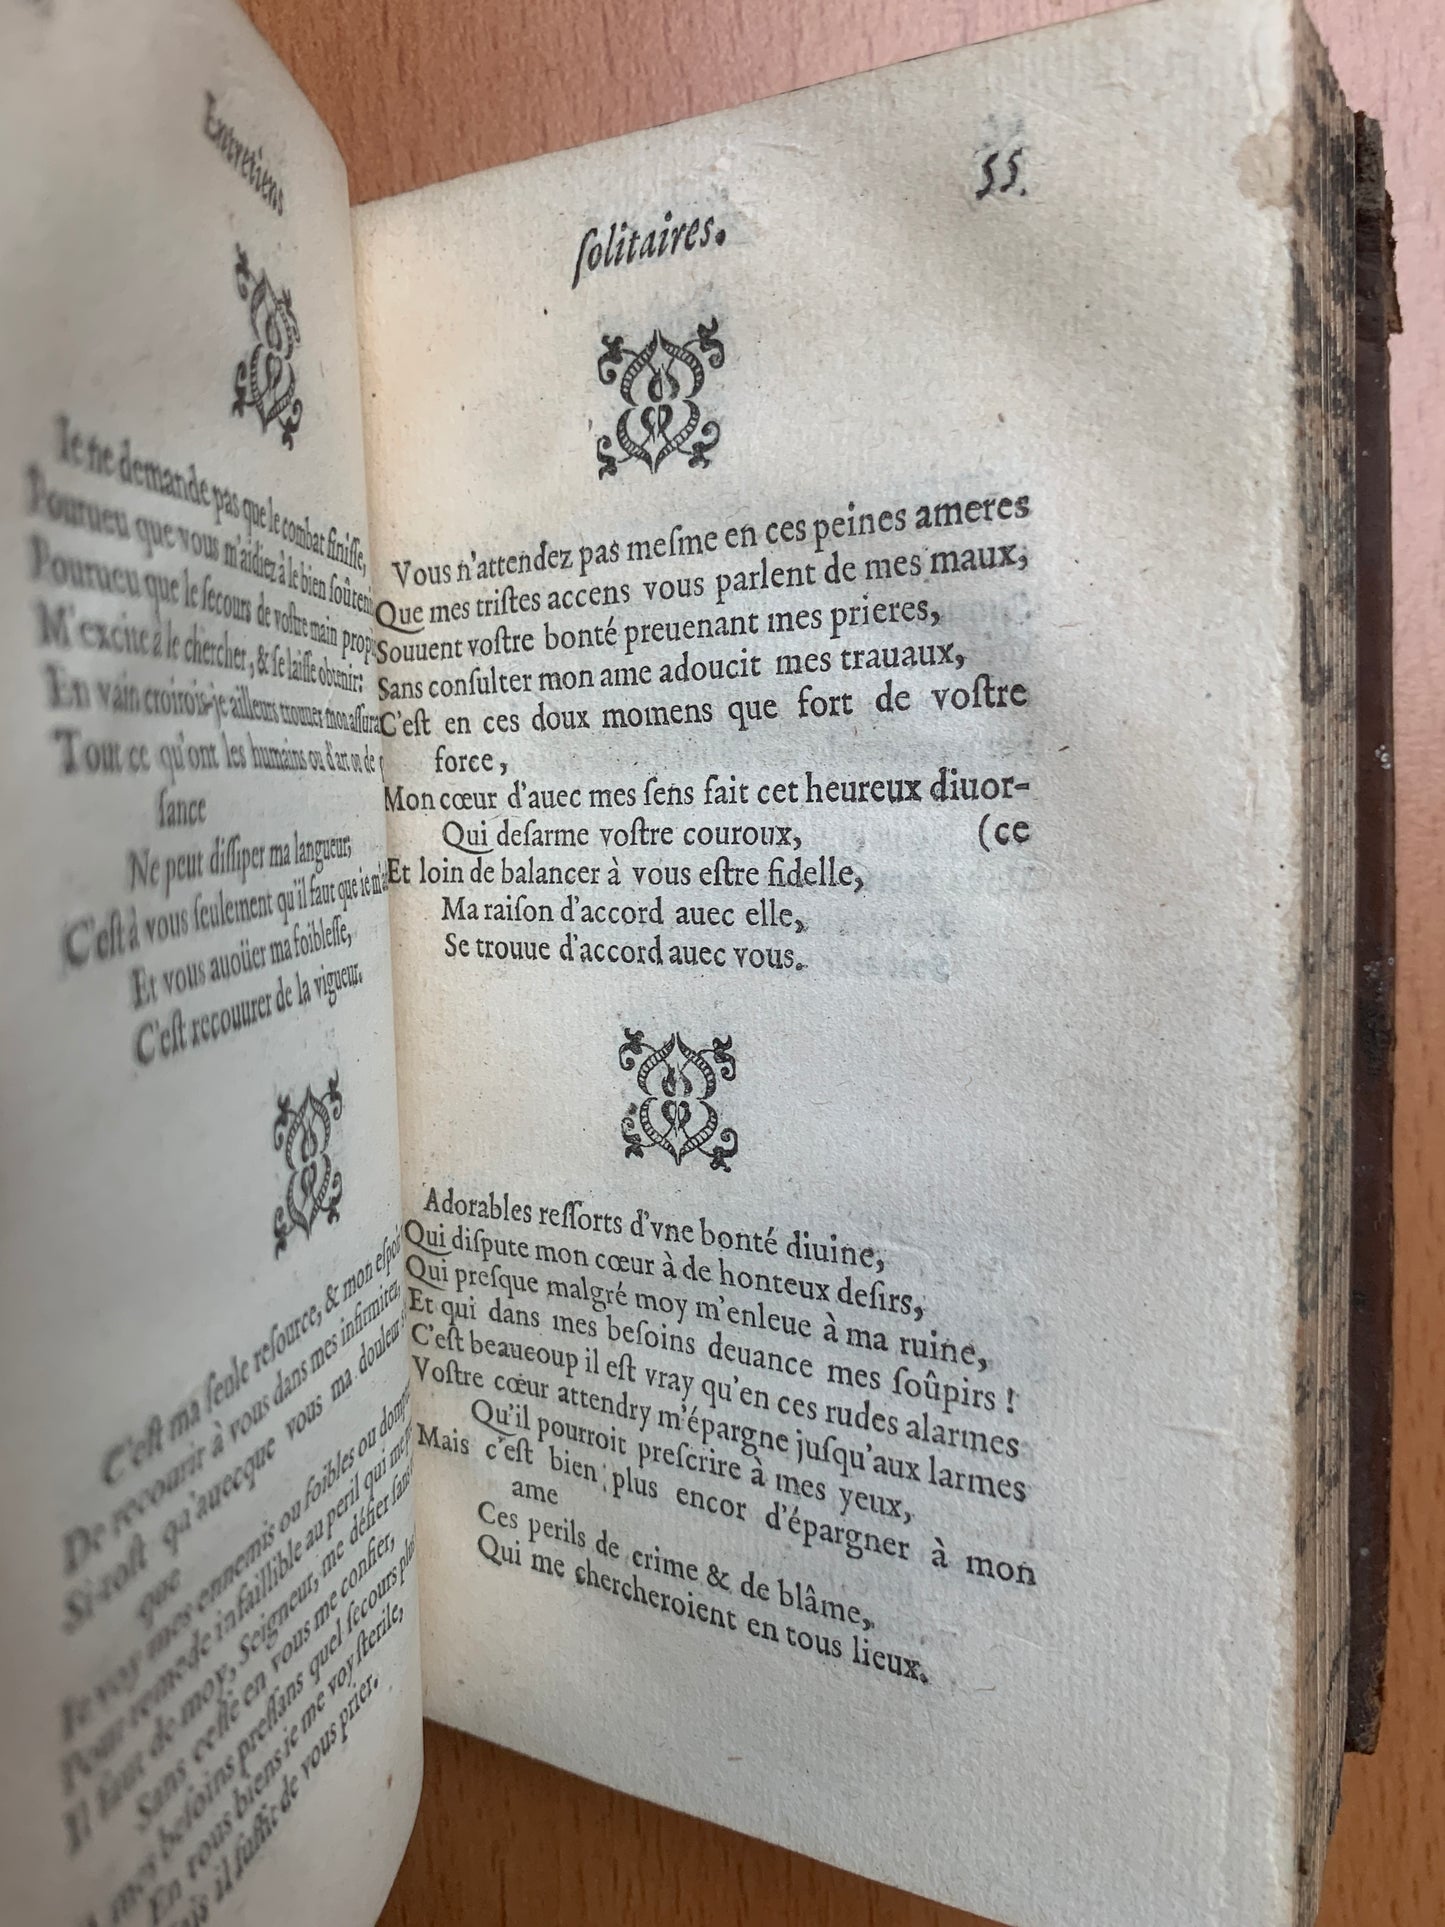 Entretiens
Ie ne demande pas que le combat finiſſe,
Pourueu que vous m'aidiez à le bien ſoûtenir
Pourueu que le ſecours de voſtre main
M'excite à le chercher, & ſe laiſſe obtenir:
En vain croirois-je ailleurs trouuer mon
Tout ce qu'ont les humains ou d'art ou de
ſance
Ne peut diſſiper ma langueur;
C'eſt à vous ſeulement qu'il faut que ie
Et vous auoüer ma foibleſſe,
C'eſt recouurer de la vigueur.
C'eſt ma ſeule reſource, & mon eſpoir
De recourir à vous dans mes infirmitez,
Si-toſt qu'auecque vous ma douleur
que
Ie voy mes ennemis ou foibles ou
Pour remede infaillible au peril qui me
Il faut de moy, Seigneur, me défier ſans
Sans ceſſe en vous me confier,
mes beſoins preſſans quel ſecours
En tous biens ie me voy ſterile,
il ſuffit de vous prier.
ſolitaires. 55.
Vous n'attendez pas meſme en ces peines ameres
Que mes triſtes accens vous parlent de mes maux,
Souuent voſtre bonté preuenant mes prieres,
Sans conſulter mon ame adoucit mes trauaux,
C'eſt en ces doux momens que fort de voſtre
force,
Mon cœur d'auec mes ſens fait cet heureux diuor-
Qui deſarme voſtre couroux, (ce
Et loin de balancer à vous eſtre fidelle,
Ma raiſon d'accord auec elle,
Se trouue d'accord auec vous.
Adorables reſſorts d'vne bonté diuine,
Qui diſpute mon cœur à de honteux deſirs,
Qui preſque malgré moy m'enleue à ma ruine,
Et qui dans mes beſoins deuance mes ſoûpirs !
C'eſt beaucoup il eſt vray qu'en ces rudes alarmes
Voſtre cœur attendry m'épargne juſqu'aux larmes
Qu'il pourroit preſcrire à mes yeux,
Mais c'eſt bien plus encor d'épargner à mon
ame
Ces perils de crime & de blâme,
Qui me chercheroient en tous lieux.